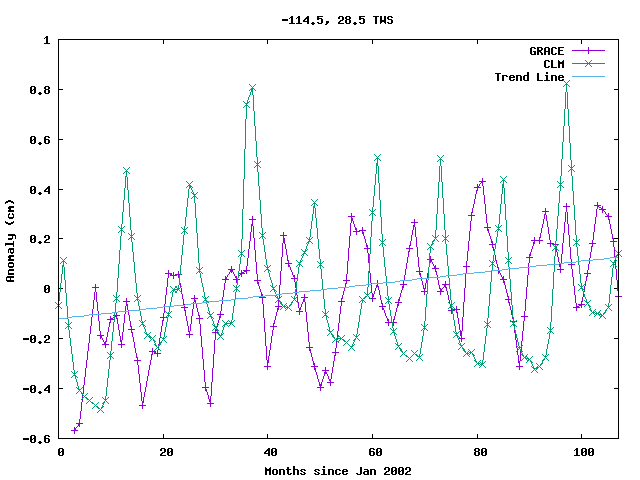 -114.5, 28.5 TWS
GRACE
CLM
Trend Line
1
0.8
0.6
0.4
0.2
0
-0.2
-0.4
-0.6
Anomaly (cm)
0 20 40 60 80 100
Months since Jan 2002